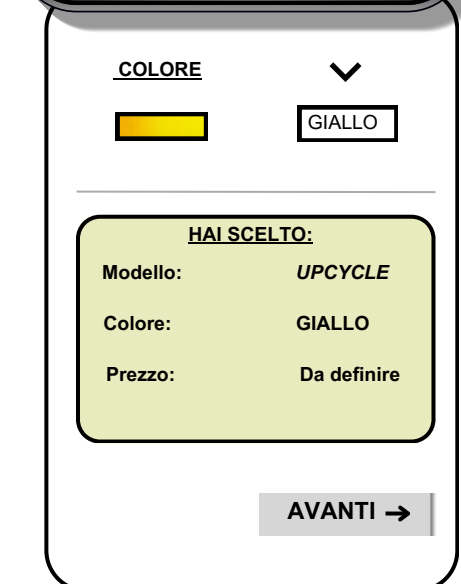 COLORE
GIALLO
HAI SCELTO:
Modello: UPCYCLE
Colore: GIALLO
Prezzo: Da definire
AVANTI →